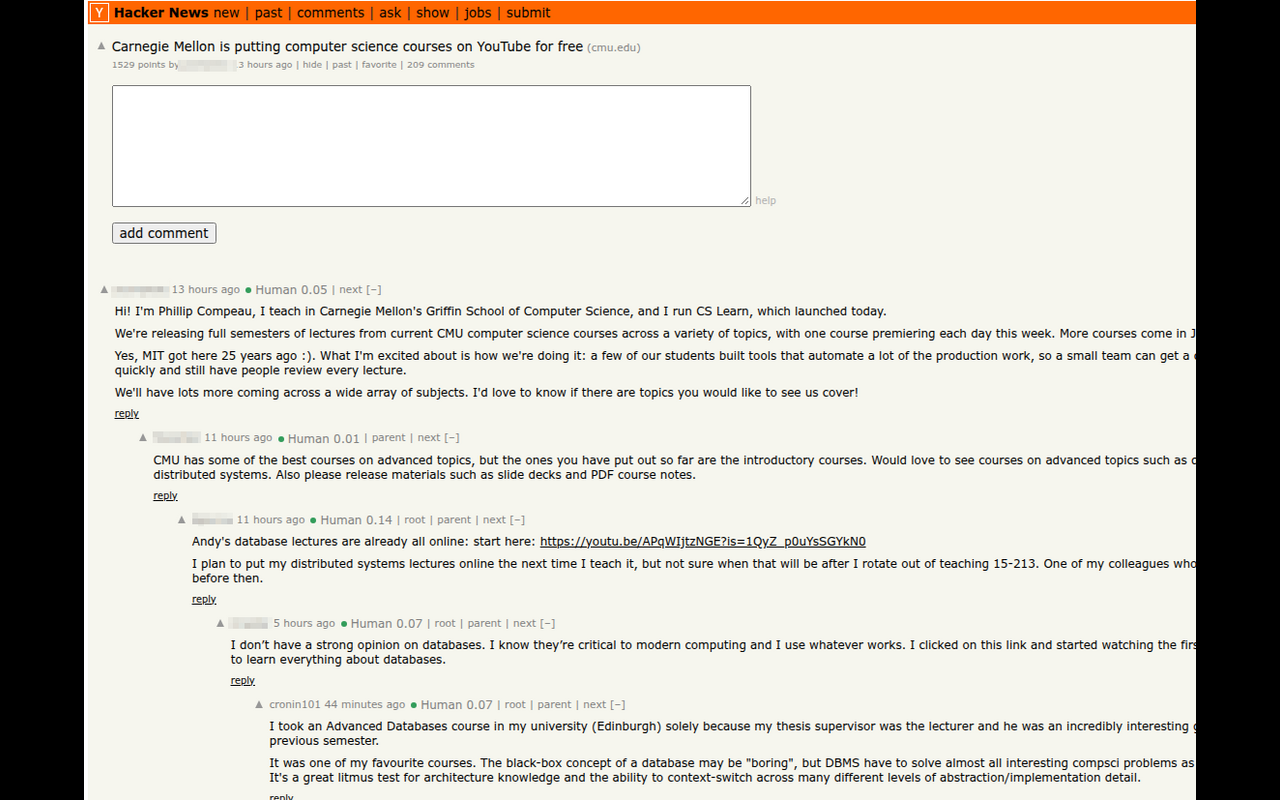 Y Hacker News new | past | comments | ask | show | jobs | submit
▲ Carnegie Mellon is putting computer science courses on YouTube for free (cmu.edu)
1529 points by 3 hours ago | hide | past | favorite | 209 comments
help
add comment
▲ 13 hours ago ● Human 0.05 | next [–]
Hi! I'm Phillip Compeau, I teach in Carnegie Mellon's Griffin School of Computer Science, and I run CS Learn, which launched today.
We're releasing full semesters of lectures from current CMU computer science courses across a variety of topics, with one course premiering each day this week. More courses come in
Yes, MIT got here 25 years ago :). What I'm excited about is how we're doing it: a few of our students built tools that automate a lot of the production work, so a small team can get a
quickly and still have people review every lecture.
We'll have lots more coming across a wide array of subjects. I'd love to know if there are topics you would like to see us cover!
reply
▲ 11 hours ago ● Human 0.01 | parent | next [–]
CMU has some of the best courses on advanced topics, but the ones you have put out so far are the introductory courses. Would love to see courses on advanced topics such as
distributed systems. Also please release materials such as slide decks and PDF course notes.
reply
▲ 11 hours ago ● Human 0.14 | root | parent | next [–]
Andy's database lectures are already all online: start here: https://youtu.be/APqWIjtzNGE?is=1QyZ_p0uYsSGYkN0
I plan to put my distributed systems lectures online the next time I teach it, but not sure when that will be after I rotate out of teaching 15-213. One of my colleagues who
before then.
reply
▲ 5 hours ago ● Human 0.07 | root | parent | next [–]
I don’t have a strong opinion on databases. I know they’re critical to modern computing and I use whatever works. I clicked on this link and started watching the
to learn everything about databases.
reply
▲ cronin101 44 minutes ago ● Human 0.07 | root | parent | next [–]
I took an Advanced Databases course in my university (Edinburgh) solely because my thesis supervisor was the lecturer and he was an incredibly interesting
previous semester.
It was one of my favourite courses. The black-box concept of a database may be "boring", but DBMS have to solve almost all interesting compsci problems as
It's a great litmus test for architecture knowledge and the ability to context-switch across many different levels of abstraction/implementation detail.
reply